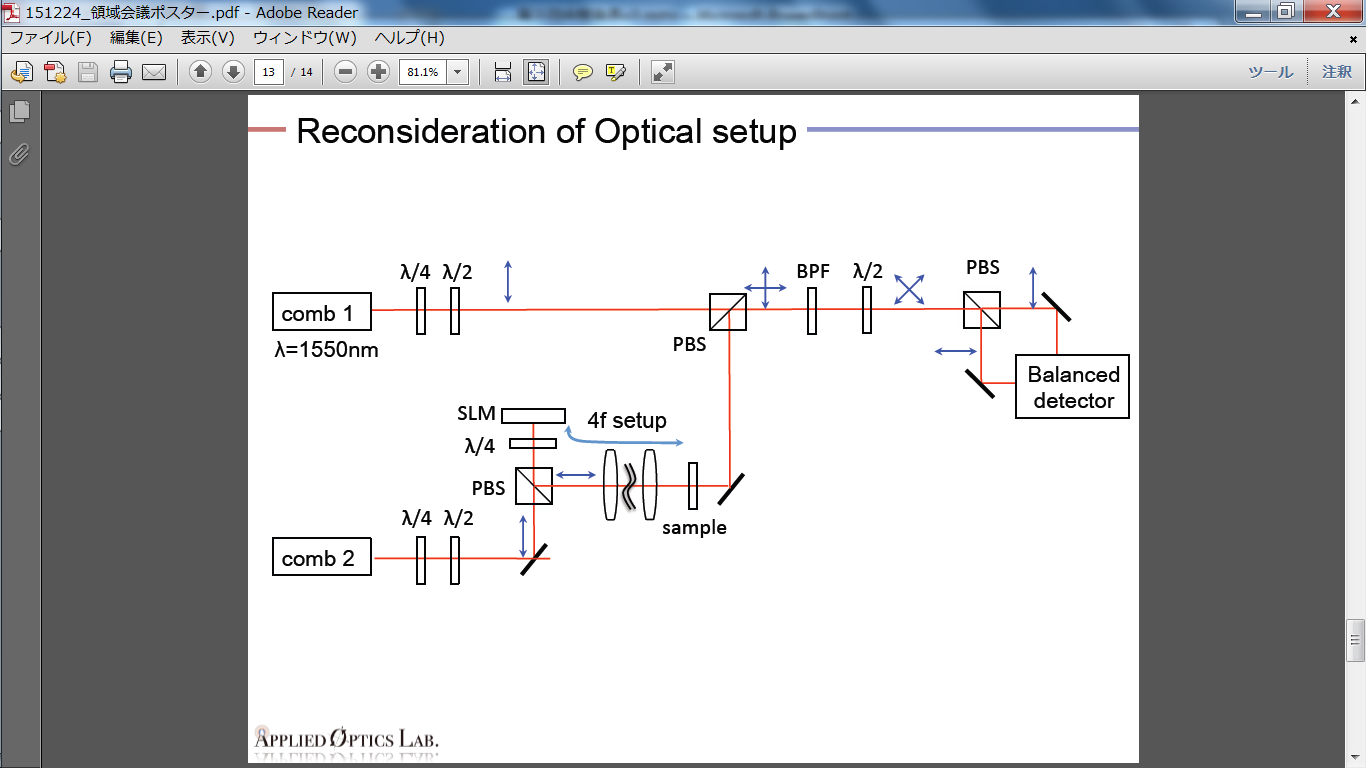 151224_領域会議ポスター.pdf - Adobe Reader
ファイル(F) 編集(E) 表示(V) ウィンドウ(W) ヘルプ(H)
13 / 14 81.1% ツール 注釈
Reconsideration of Optical setup
λ/4 λ/2 BPF λ/2 PBS
comb 1
λ=1550nm
PBS
Balanced
detector
SLM
4f setup
λ/4
PBS
sample
λ/4 λ/2
comb 2
APPLIED OPTICS LAB.